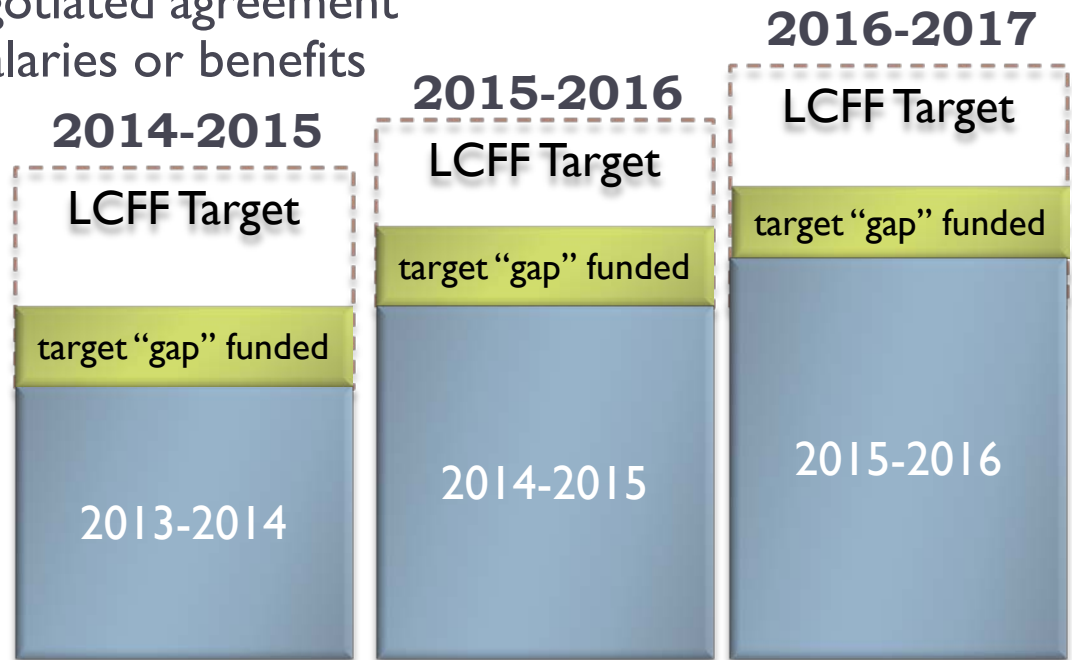 agreement
or benefits
2014-2015
LCFF Target
target “gap” funded
2013-2014
2015-2016
LCFF Target
target “gap” funded
2014-2015
2016-2017
LCFF Target
target “gap” funded
2015-2016